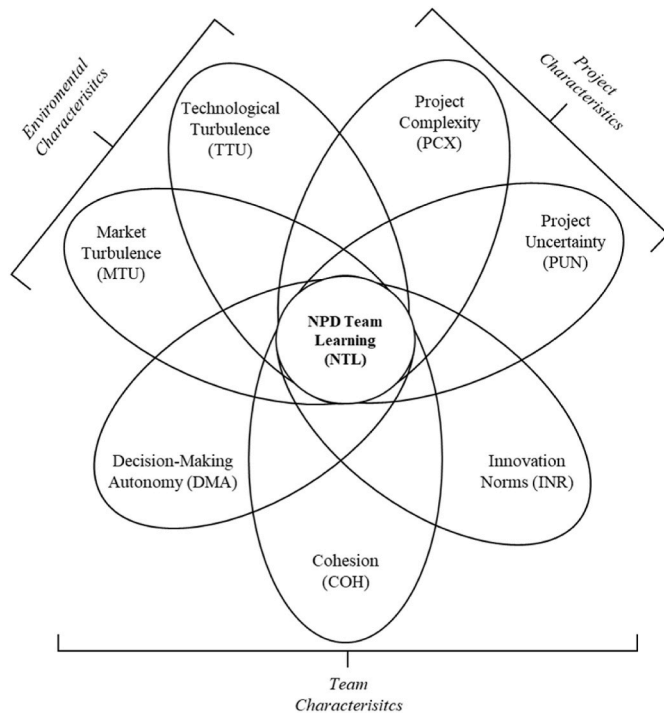 Enviromental
Characterisitcs
Project
Characteristics
Technological
Turbulence
(TTU)
Project
Complexity
(PCX)
Market
Turbulence
(MTU)
Project
Uncertainty
(PUN)
NPD Team
Learning
(NTL)
Decision-Making
Autonomy (DMA)
Innovation
Norms (INR)
Cohesion
(COH)
Team
Characterisitcs